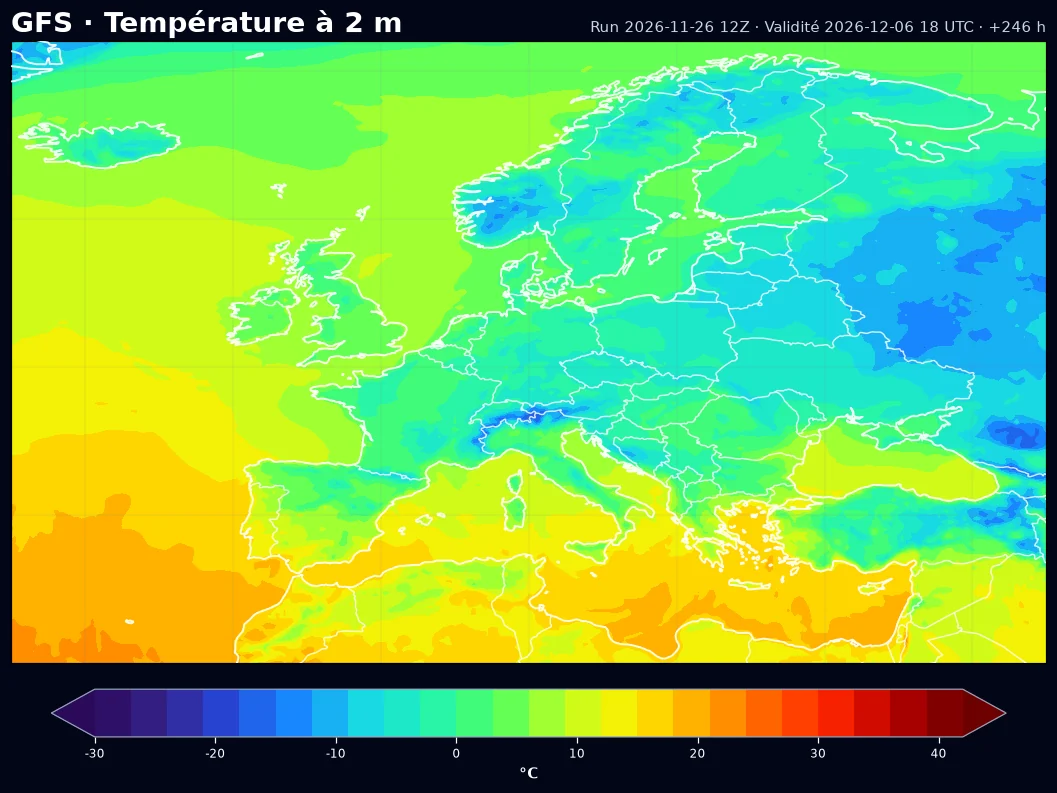 GFS · Température à 2 m
Run 2026-11-26 12Z · Validité 2026-12-06 18 UTC · +246 h
-30 -20 -10 0 10 20 30 40
°C